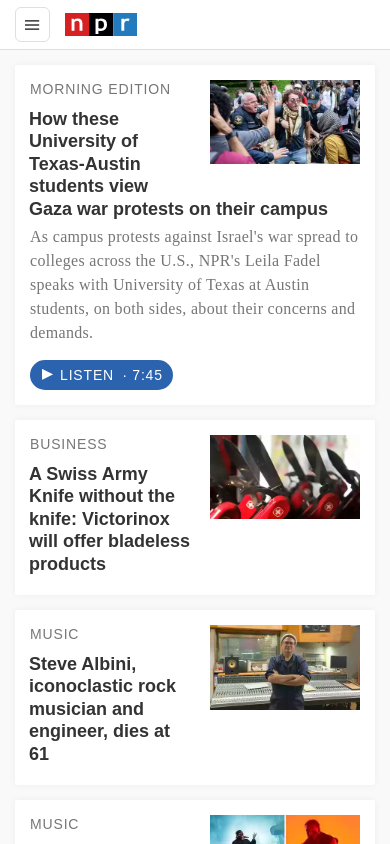 npr
MORNING EDITION
How these
University of
Texas-Austin
students view
Gaza war protests on their campus
As campus protests against Israel's war spread to
colleges across the U.S., NPR's Leila Fadel
speaks with University of Texas at Austin
students, on both sides, about their concerns and
demands.
LISTEN · 7:45
BUSINESS
A Swiss Army
Knife without the
knife: Victorinox
will offer bladeless
products
MUSIC
Steve Albini,
iconoclastic rock
musician and
engineer, dies at
61
MUSIC